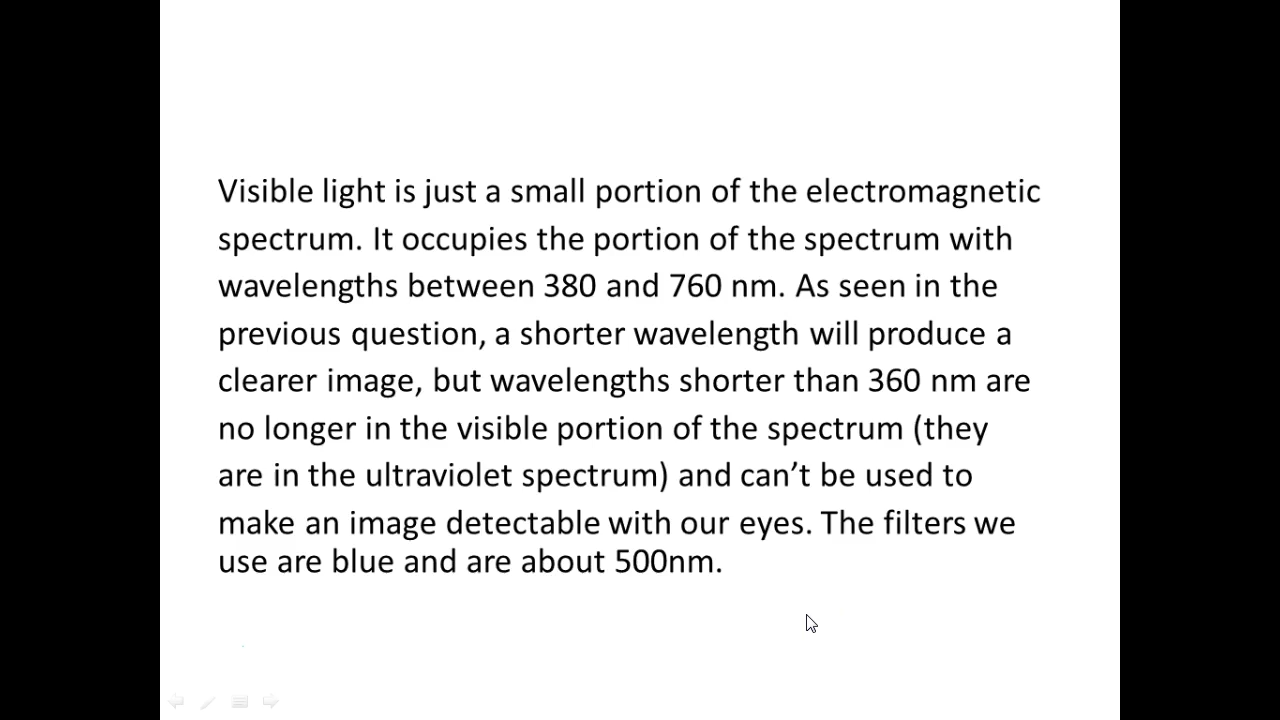 Visible light is just a small portion of the electromagnetic
spectrum. It occupies the portion of the spectrum with
wavelengths between 380 and 760 nm. As seen in the
previous question, a shorter wavelength will produce a
clearer image, but wavelengths shorter than 360 nm are
no longer in the visible portion of the spectrum (they
are in the ultraviolet spectrum) and can’t be used to
make an image detectable with our eyes. The filters we
use are blue and are about 500nm.